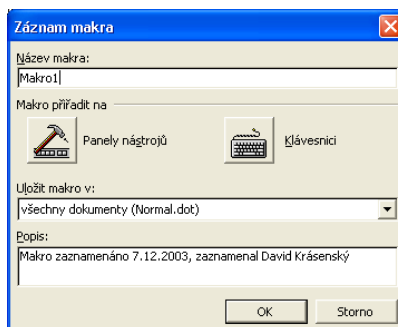 Záznam makra
Název makra:
Makro1
Makro přiřadit na
Panely nástrojů
Klávesnici
Uložit makro v:
všechny dokumenty (Normal.dot)
Popis:
Makro zaznamenáno 7.12.2003, zaznamenal David Krásenský
OK
Storno